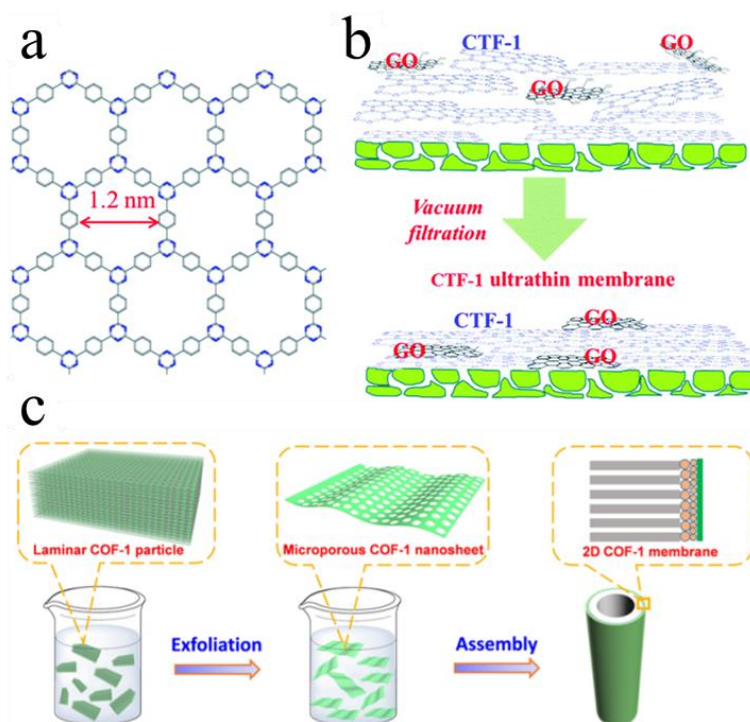 a
1.2 nm
b
GO
CTF-1
GO
GO
Vacuum
filtration
CTF-1 ultrathin membrane
CTF-1
GO
GO
GO
c
Laminar COF-1 particle
Microporous COF-1 nanosheet
2D COF-1 membrane
Exfoliation
Assembly